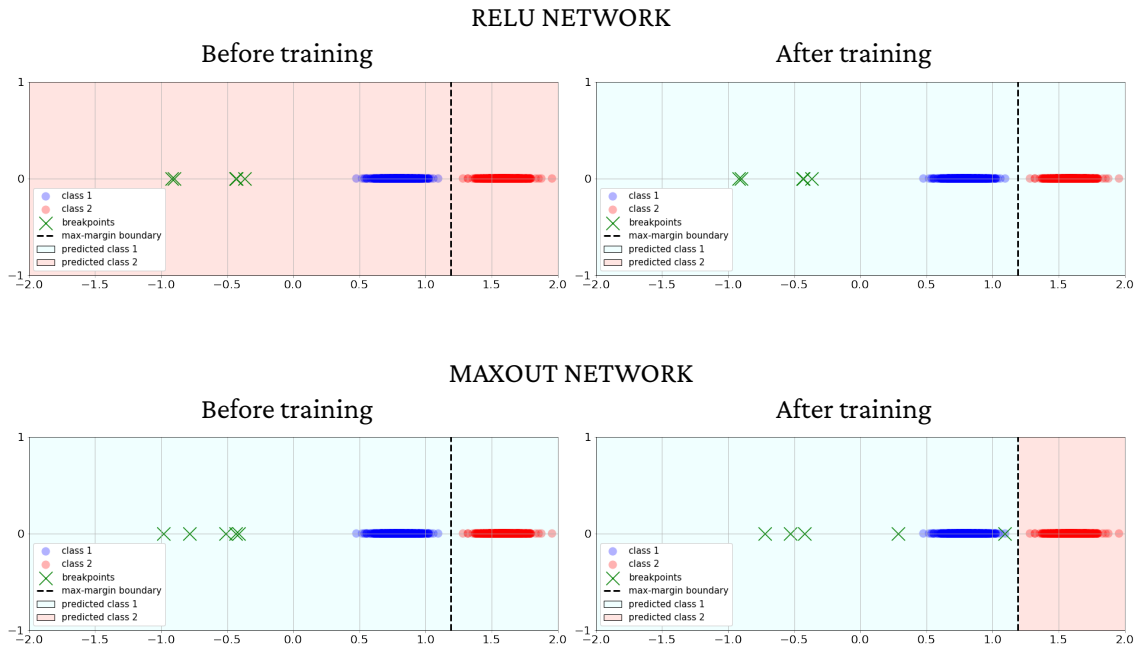 RELU NETWORK
Before training
After training
1
0
−1
−2.0 −1.5 −1.0 −0.5 0.0 0.5 1.0 1.5 2.0
class 1
class 2
breakpoints
max-margin boundary
predicted class 1
predicted class 2
1
0
−1
−2.0 −1.5 −1.0 −0.5 0.0 0.5 1.0 1.5 2.0
class 1
class 2
breakpoints
max-margin boundary
predicted class 1
predicted class 2
MAXOUT NETWORK
Before training
After training
1
0
−1
−2.0 −1.5 −1.0 −0.5 0.0 0.5 1.0 1.5 2.0
class 1
class 2
breakpoints
max-margin boundary
predicted class 1
predicted class 2
1
0
−1
−2.0 −1.5 −1.0 −0.5 0.0 0.5 1.0 1.5 2.0
class 1
class 2
breakpoints
max-margin boundary
predicted class 1
predicted class 2